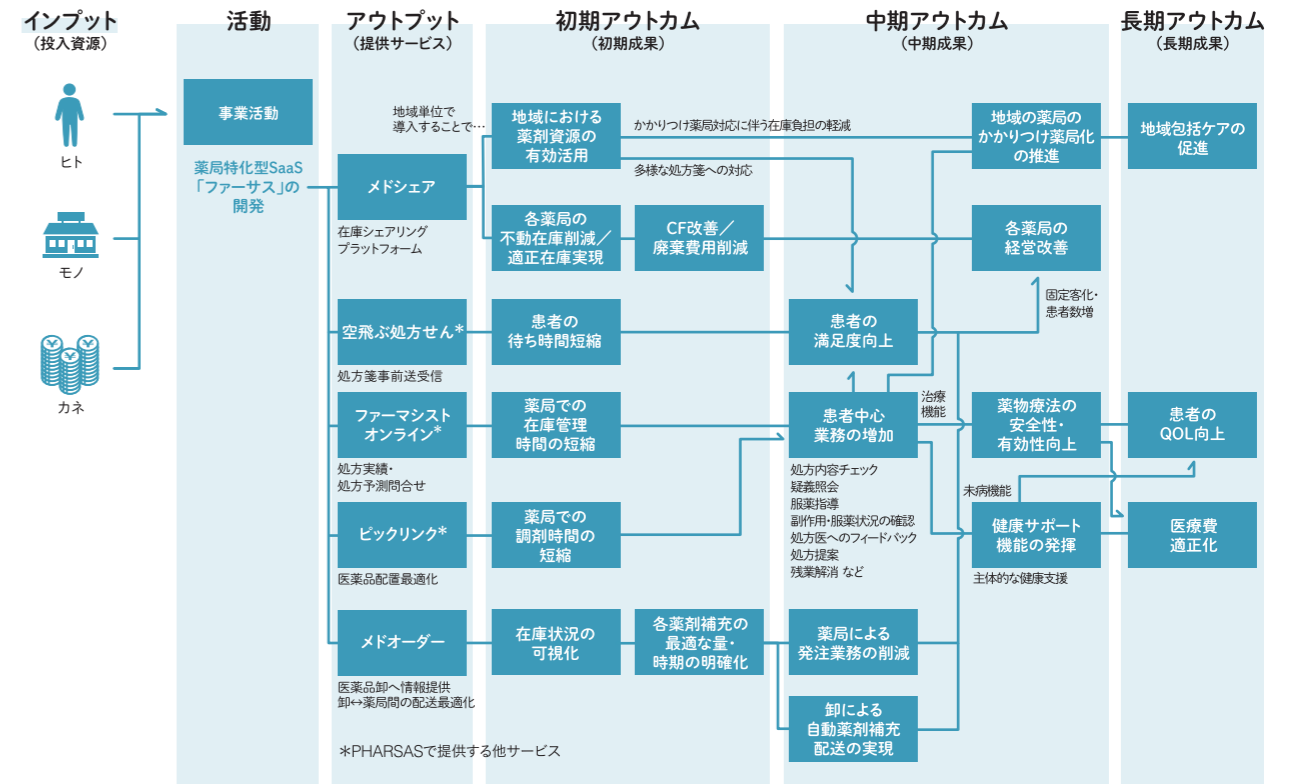 インプット
（投入資源）
活動
アウトプット
（提供サービス）
初期アウトカム
（初期成果）
中期アウトカム
（中期成果）
長期アウトカム
（長期成果）
ヒト
モノ
カネ
事業活動
薬局特化型SaaS
「ファーサス」の
開発
メドシェア
在庫シェアリング
プラットフォーム
空飛ぶ処方せん＊
処方箋事前送受信
ファーマシスト
オンライン＊
処方実績・
処方予測問合せ
ピックリンク＊
医薬品配置最適化
メドオーダー
医薬品卸へ情報提供
卸↔薬局間の配送最適化
＊PHARSASで提供する他サービス
地域単位で
導入することで…
地域における
薬剤資源の
有効活用
かかりつけ薬局対応に伴う在庫負担の軽減
多様な処方箋への対応
各薬局の
不動在庫削減／
適正在庫実現
CF改善／
廃棄費用削減
患者の
待ち時間短縮
薬局での
在庫管理
時間の短縮
薬局での
調剤時間の
短縮
在庫状況の
可視化
各薬剤補充の
最適な量・
時期の明確化
患者の
満足度向上
患者中心
業務の増加
処方内容チェック
疑義照会
服薬指導
副作用・服薬状況の確認
処方医へのフィードバック
処方提案
残業解消 など
薬局による
発注業務の削減
卸による
自動薬剤補充
配送の実現
地域の薬局の
かかりつけ薬局化
の推進
各薬局の
経営改善
固定客化・
患者数増
治療
機能
薬物療法の
安全性・
有効性向上
未病機能
健康サポート
機能の発揮
主体的な健康支援
地域包括ケアの
促進
患者の
QOL向上
医療費
適正化